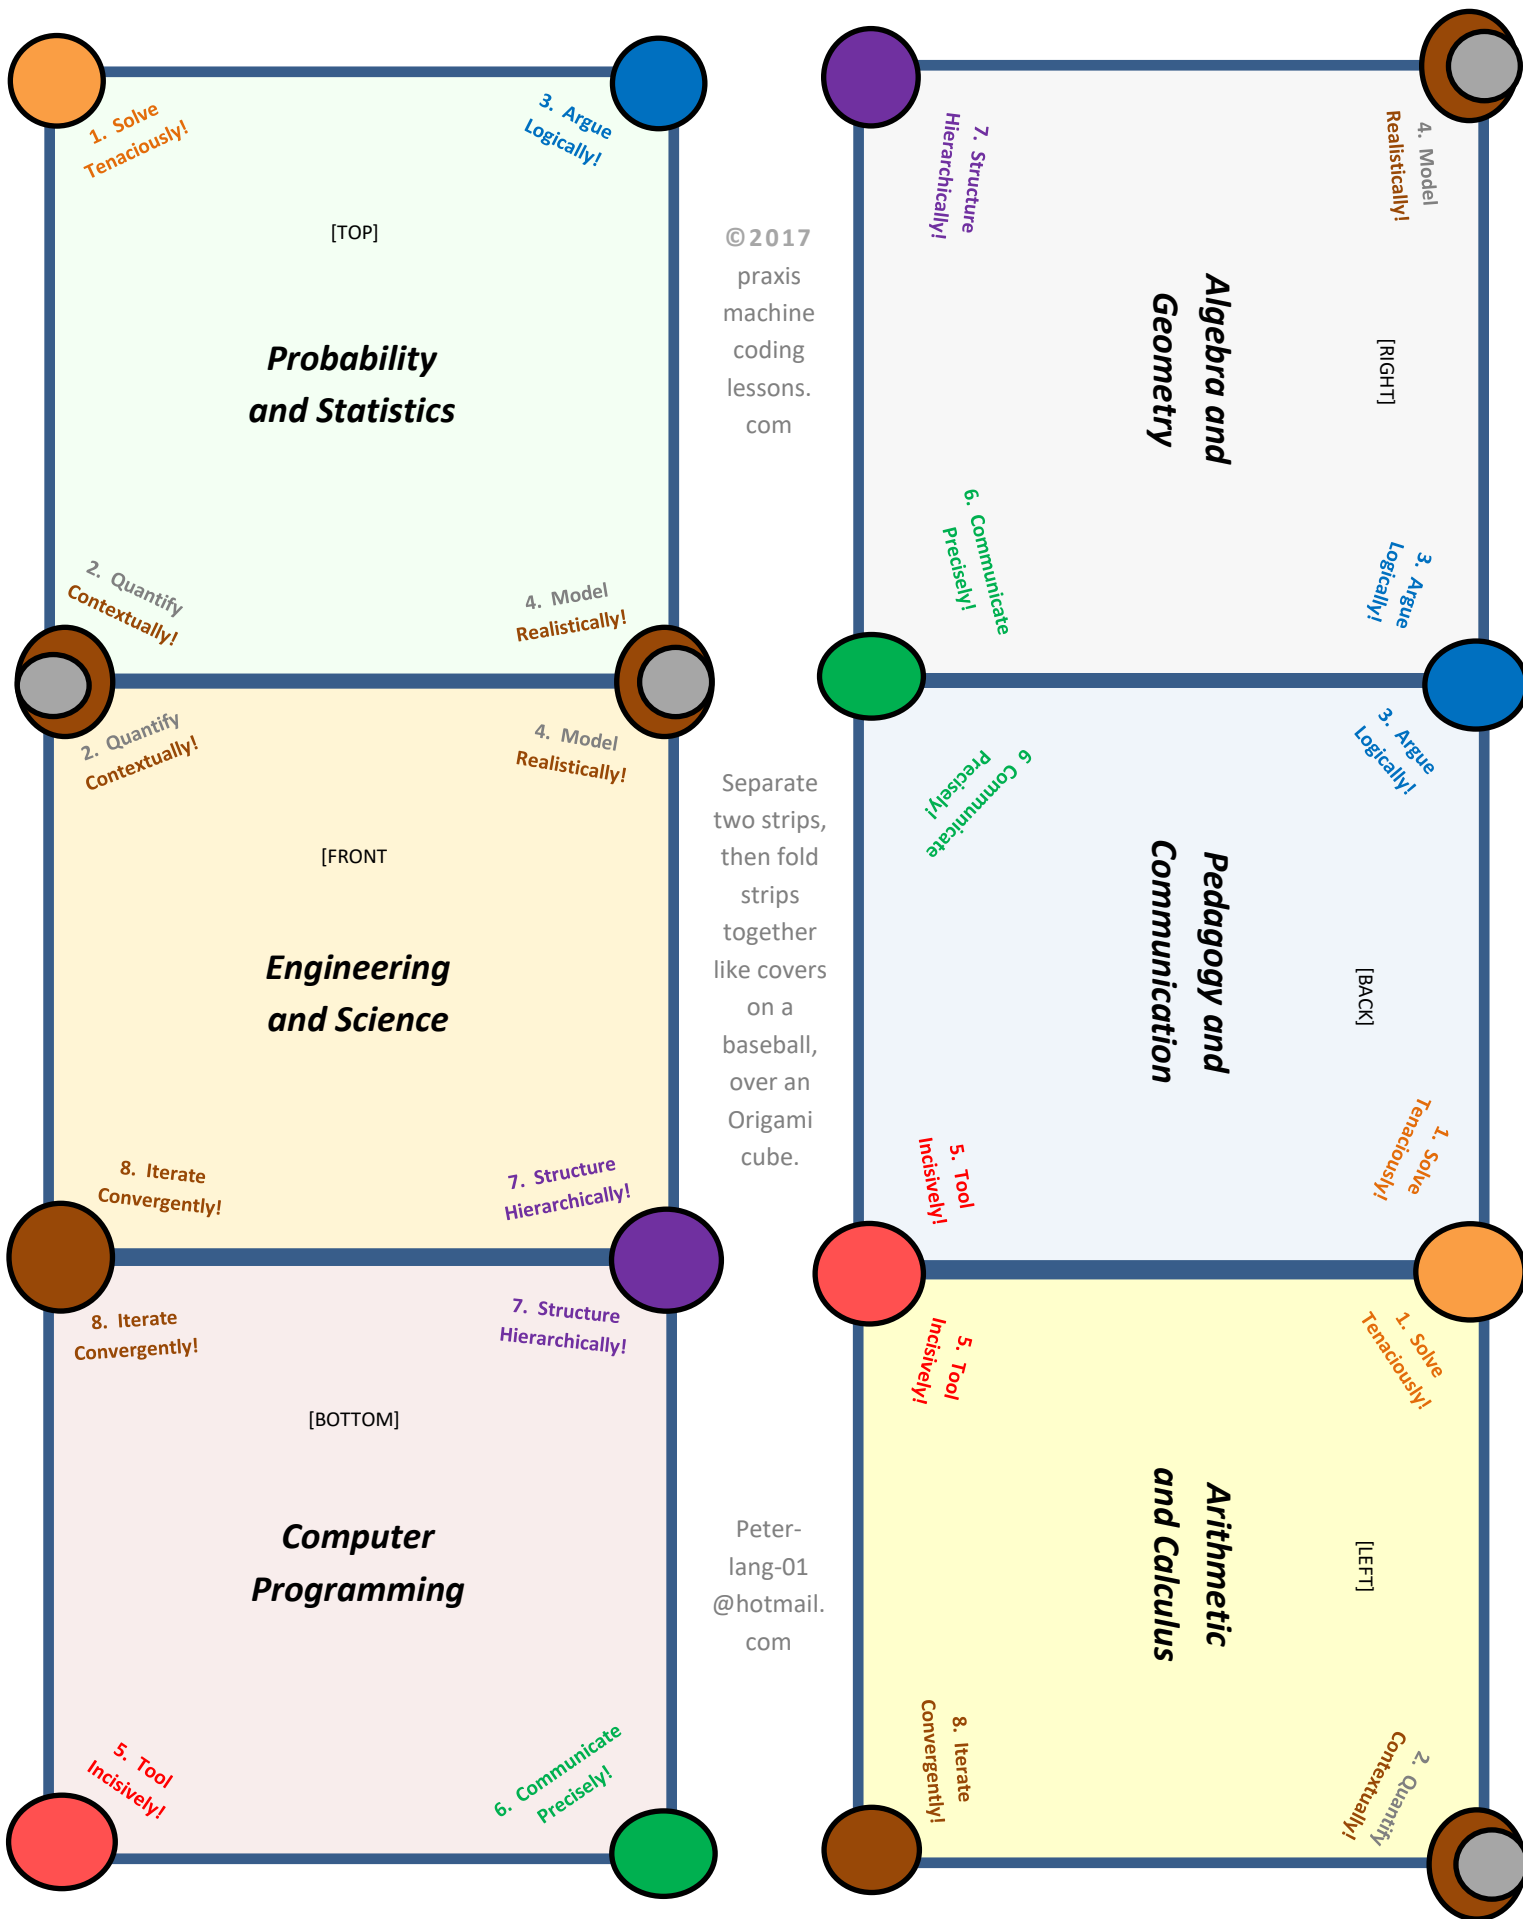 1. Solve
Tenaciously!
3. Argue
Logically!
[TOP]
Probability
and Statistics
2. Quantify
Contextually!
4. Model
Realistically!
2. Quantify
Contextually!
4. Model
Realistically!
[FRONT
Engineering
and Science
8. Iterate
Convergently!
7. Structure
Hierarchically!
8. Iterate
Convergently!
7. Structure
Hierarchically!
[BOTTOM]
Computer
Programming
5. Tool
Incisively!
6. Communicate
Precisely!
©2017
praxis
machine
coding
lessons.
com
Separate
two strips,
then fold
strips
together
like covers
on a
baseball,
over an
Origami
cube.
Peter-
lang-01
@hotmail.
com
7. Structure
Hierarchically!
4. Model
Realistically!
[RIGHT]
Algebra and
Geometry
6. Communicate
Precisely!
3. Argue
Logically!
6 Communicate
Precisely!
3. Argue
Logically!
[BACK]
Pedagogy and
Communication
5. Tool
Incisively!
1. Solve
Tenaciously!
5. Tool
Incisively!
1. Solve
Tenaciously!
[LEFT]
Arithmetic
and Calculus
8. Iterate
Convergently!
2. Quantify
Contextually!